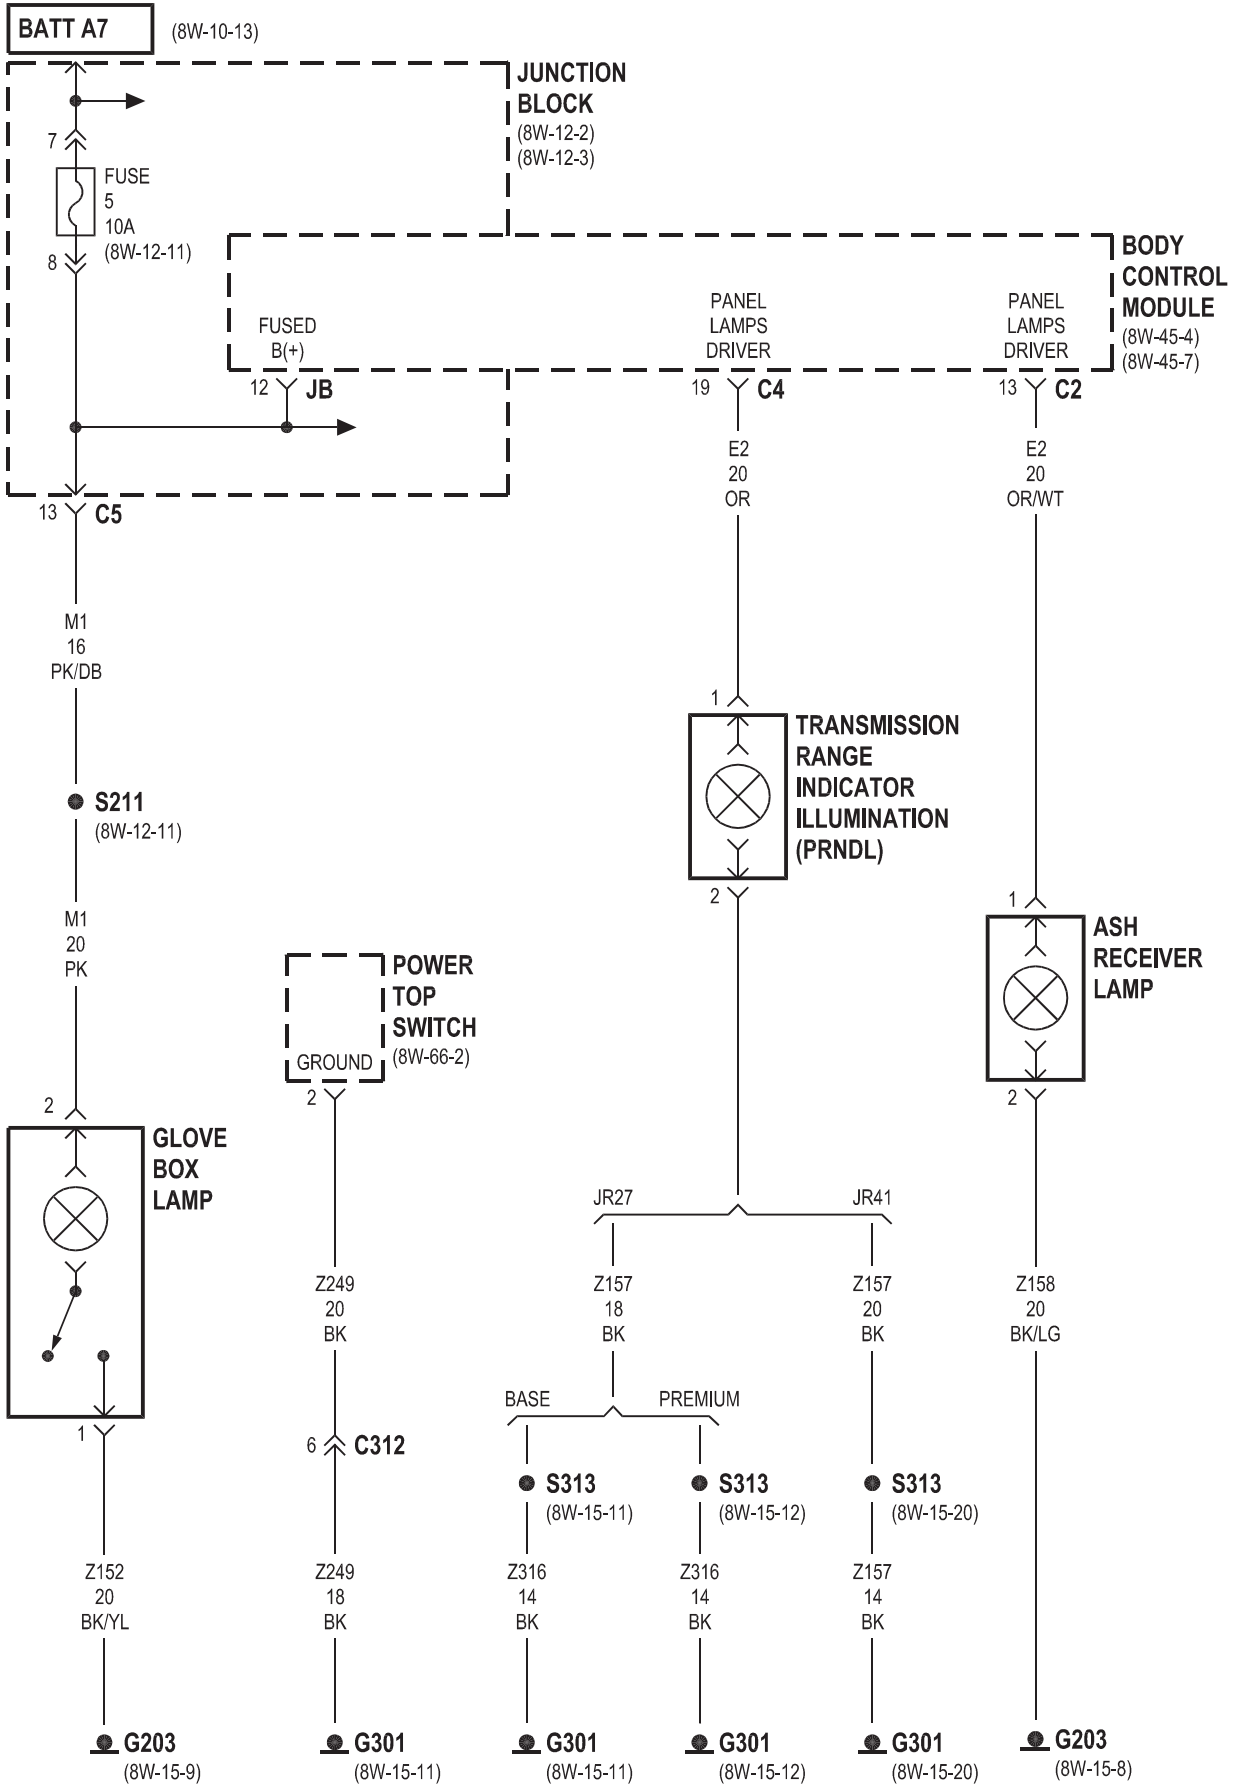 BATT A7 (8W-10-13)
JUNCTION
BLOCK
(8W-12-2)
(8W-12-3)
7
FUSE
5
10A
(8W-12-11)
8
BODY
CONTROL
MODULE
(8W-45-4)
(8W-45-7)
FUSED
B(+)
PANEL
LAMPS
DRIVER
PANEL
LAMPS
DRIVER
12 JB
19 C4
13 C2
E2
20
OR
E2
20
OR/WT
13 C5
M1
16
PK/DB
S211
(8W-12-11)
M1
20
PK
1
TRANSMISSION
RANGE
INDICATOR
ILLUMINATION
(PRNDL)
2
1
ASH
RECEIVER
LAMP
2
POWER
TOP
SWITCH
(8W-66-2)
GROUND
2
2
GLOVE
BOX
LAMP
1
JR27
JR41
Z249
20
BK
Z157
18
BK
Z157
20
BK
Z158
20
BK/LG
BASE
PREMIUM
6 C312
S313
(8W-15-11)
S313
(8W-15-12)
S313
(8W-15-20)
Z152
20
BK/YL
Z249
18
BK
Z316
14
BK
Z316
14
BK
Z157
14
BK
G203
(8W-15-9)
G301
(8W-15-11)
G301
(8W-15-11)
G301
(8W-15-12)
G301
(8W-15-20)
G203
(8W-15-8)